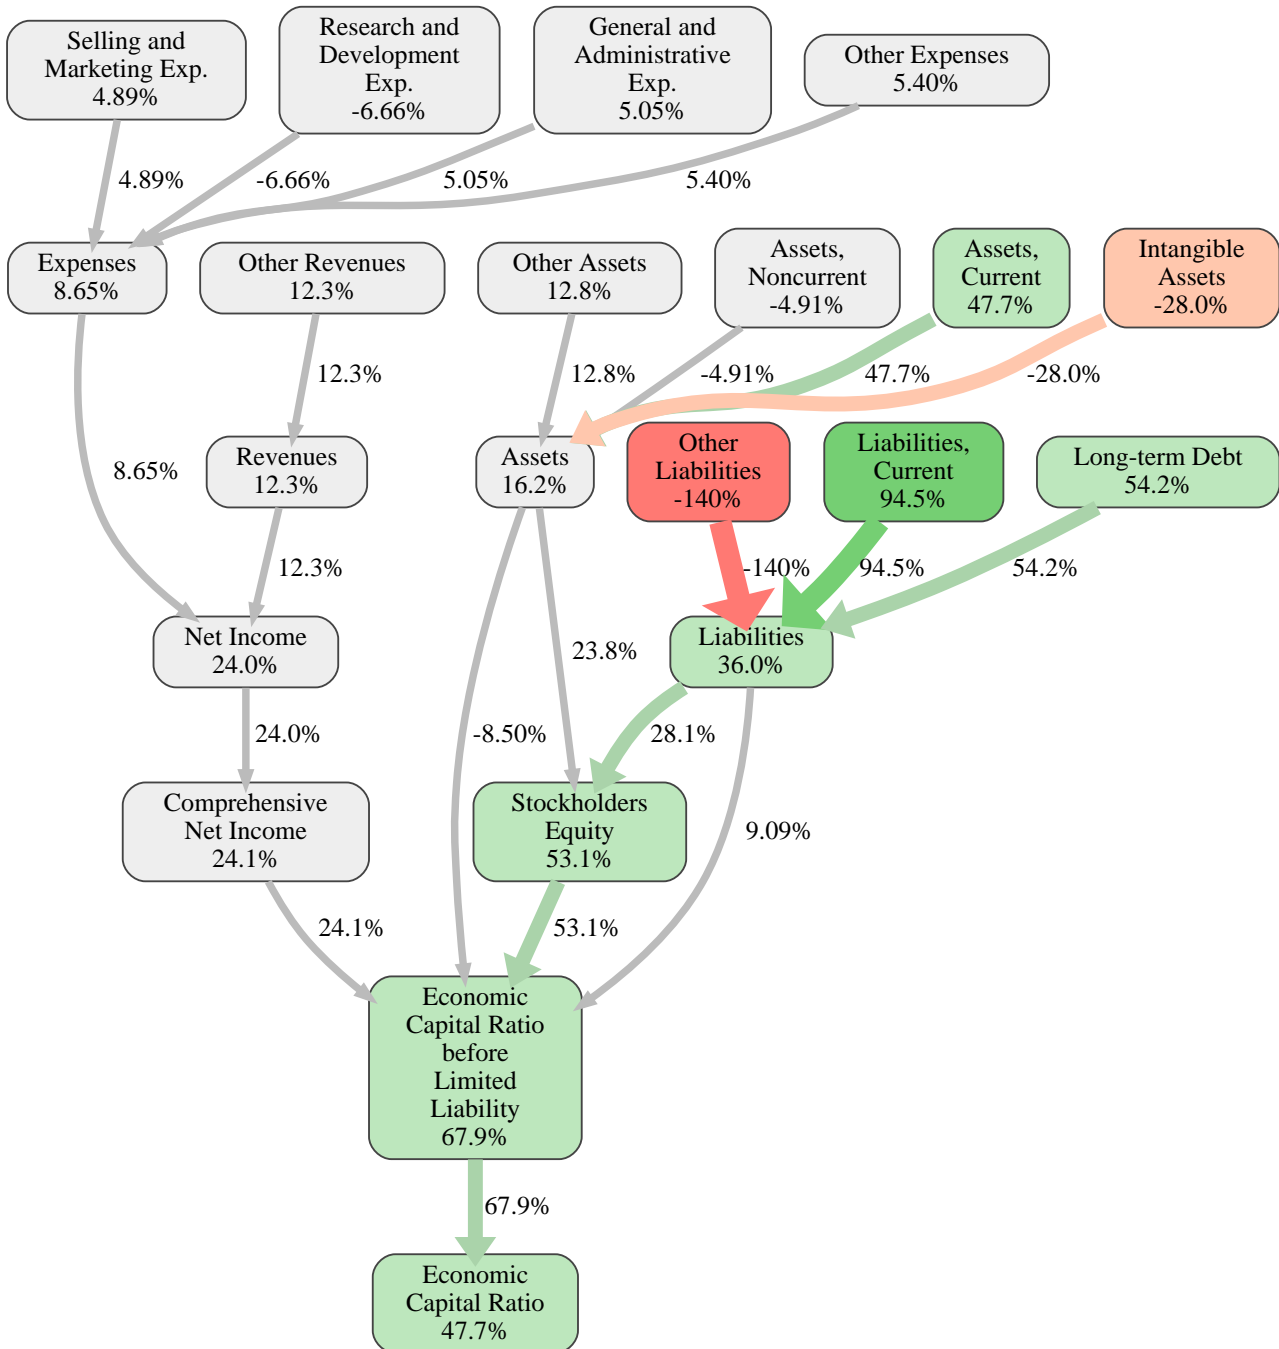 Selling and
Marketing Exp.
4.89%
Research and
Development
Exp.
-6.66%
General and
Administrative
Exp.
5.05%
Other Expenses
5.40%
4.89%
-6.66%
5.05%
5.40%
Expenses
8.65%
Other Revenues
12.3%
Other Assets
12.8%
Assets,
Noncurrent
-4.91%
Assets,
Current
47.7%
Intangible
Assets
-28.0%
12.3%
12.8%
-4.91%
47.7%
-28.0%
8.65%
Revenues
12.3%
Assets
16.2%
Other
Liabilities
-140%
Liabilities,
Current
94.5%
Long-term Debt
54.2%
12.3%
-140%
94.5%
54.2%
Net Income
24.0%
23.8%
Liabilities
36.0%
24.0%
-8.50%
28.1%
Comprehensive
Net Income
24.1%
Stockholders
Equity
53.1%
9.09%
24.1%
53.1%
Economic
Capital Ratio
before
Limited
Liability
67.9%
67.9%
Economic
Capital Ratio
47.7%